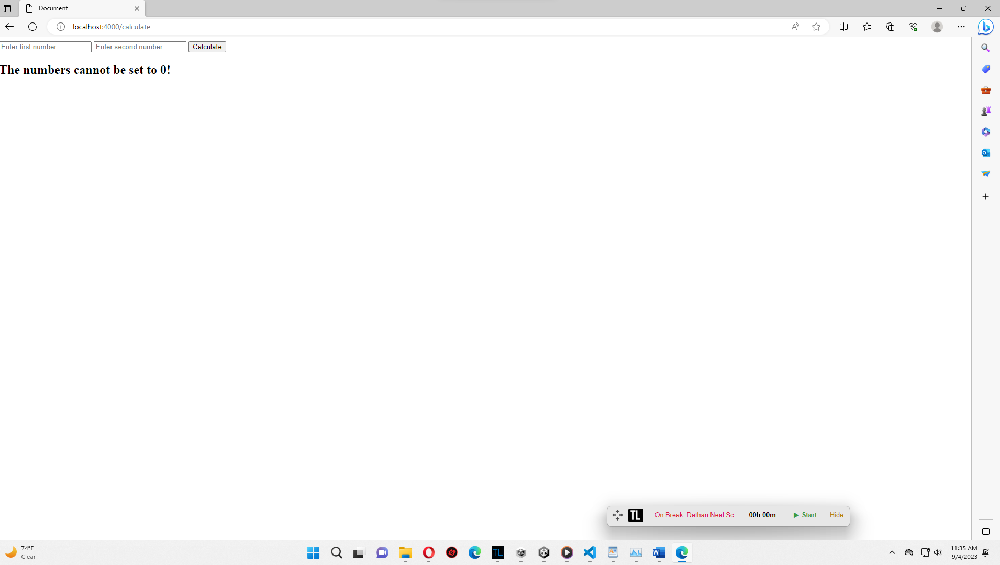 Document
localhost:4000/calculate
Enter first number Enter second number Calculate
The numbers cannot be set to 0!
TL On Break: Dathan Neal Sc... 00h 00m Start Hide
74°F
Clear
TL
11:35 AM
9/4/2023